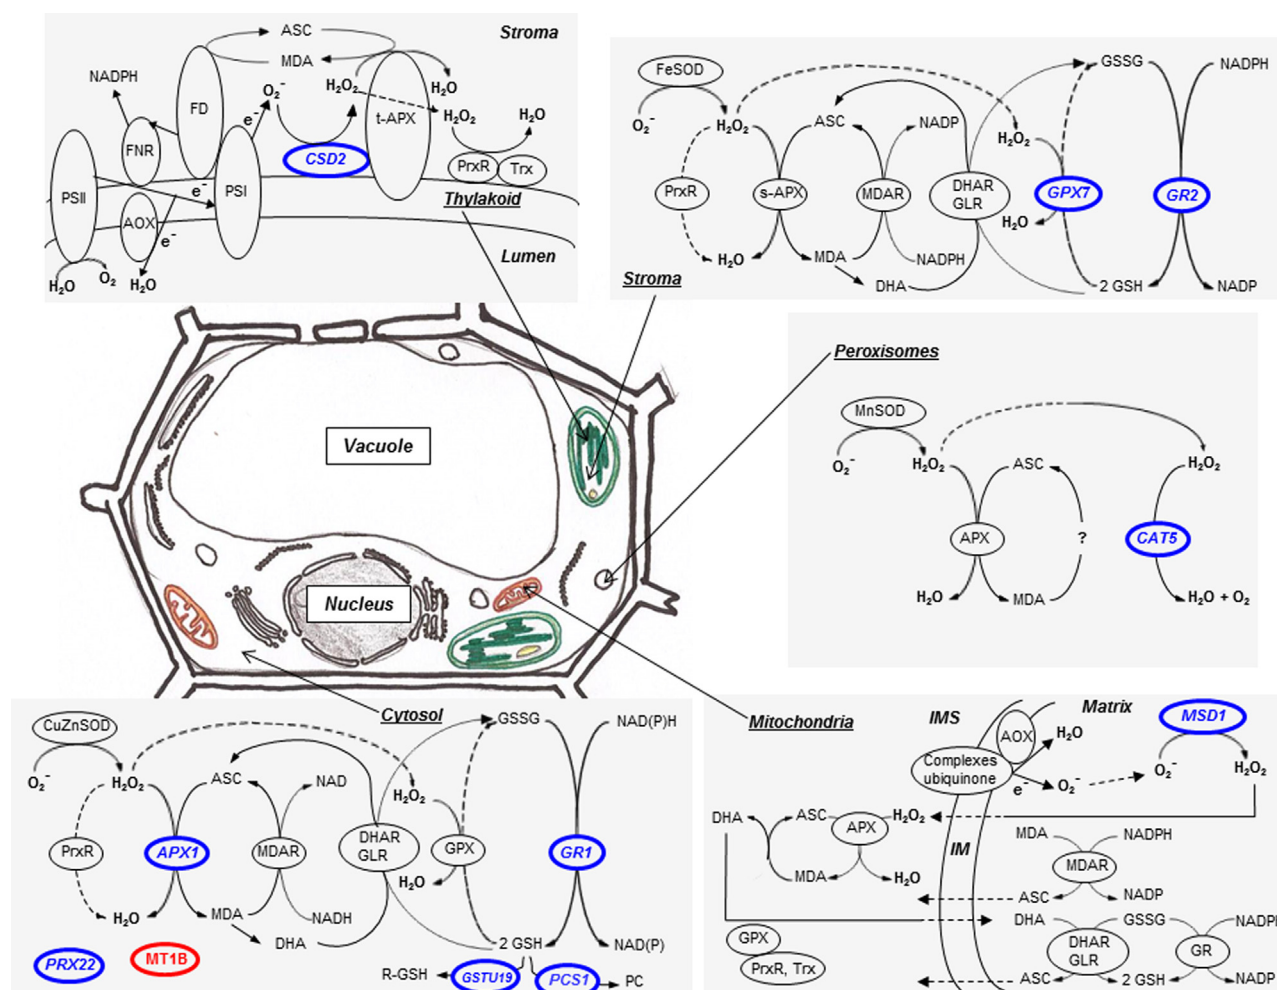 Stroma
ASC
MDA
NADPH
O₂⁻
H₂O₂
H₂O
H₂O₂
H₂O
FD
t-APX
e⁻
FNR
CSD2
PrxR
Trx
PSII
e⁻
PSI
Thylakoid
AOX
e⁻
Lumen
H₂O
O₂
H₂O
FeSOD
GSSG
NADPH
O₂⁻
H₂O₂
ASC
NADP
H₂O₂
PrxR
s-APX
MDAR
DHAR
GLR
GPX7
GR2
H₂O
H₂O
MDA
NADPH
DHA
2 GSH
NADP
Stroma
Peroxisomes
MnSOD
O₂⁻
H₂O₂
ASC
H₂O₂
APX
?
CAT5
H₂O
MDA
H₂O + O₂
Vacuole
Nucleus
Cytosol
CuZnSOD
GSSG
NAD(P)H
O₂⁻
H₂O₂
ASC
NAD
H₂O₂
PrxR
APX1
MDAR
DHAR
GLR
GPX
GR1
H₂O
H₂O
MDA
NADH
DHA
2 GSH
NAD(P)
PRX22
MT1B
R-GSH
GSTU19
PCS1
PC
Mitochondria
IMS
Matrix
MSD1
AOX
H₂O
Complexes
ubiquinone
e⁻
O₂⁻
O₂⁻
H₂O₂
DHA
ASC
APX
H₂O₂
MDA
H₂O
IM
MDA
NADPH
MDAR
ASC
NADP
DHA
GSSG
NADPH
GPX
PrxR, Trx
DHAR
GLR
GR
ASC
2 GSH
NADP